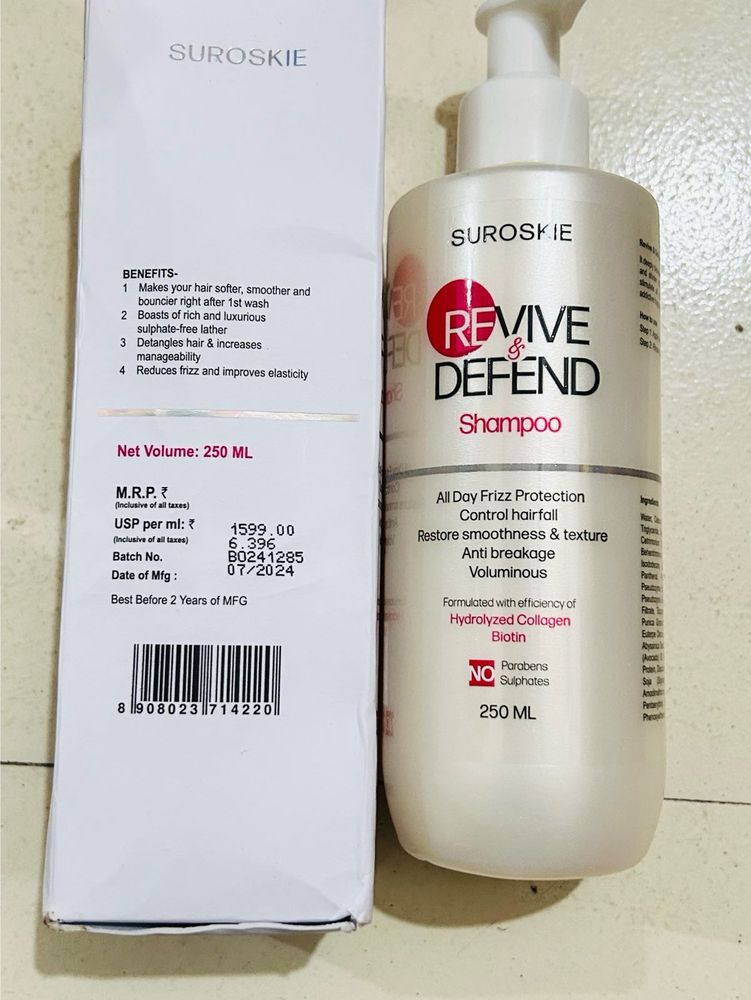 SUROSKIE
BENEFITS-
1 Makes your hair softer, smoother and
bouncier right after 1st wash
2 Boasts of rich and luxurious
sulphate-free lather
3 Detangles hair & increases
manageability
4 Reduces frizz and improves elasticity
Net Volume: 250 ML
M.R.P. ₹
(Inclusive of all taxes)
1599.00
USP per ml: ₹
(Inclusive of all taxes)
6.396
Batch No.
B0241285
Date of Mfg :
07/2024
Best Before 2 Years of MFG
8 908023 714220
SUROSKIE
REVIVE
&
DEFEND
Shampoo
All Day Frizz Protection
Control hairfall
Restore smoothness & texture
Anti breakage
Voluminous
Formulated with efficiency of
Hydrolyzed Collagen
Biotin
NO Parabens
Sulphates
250 ML